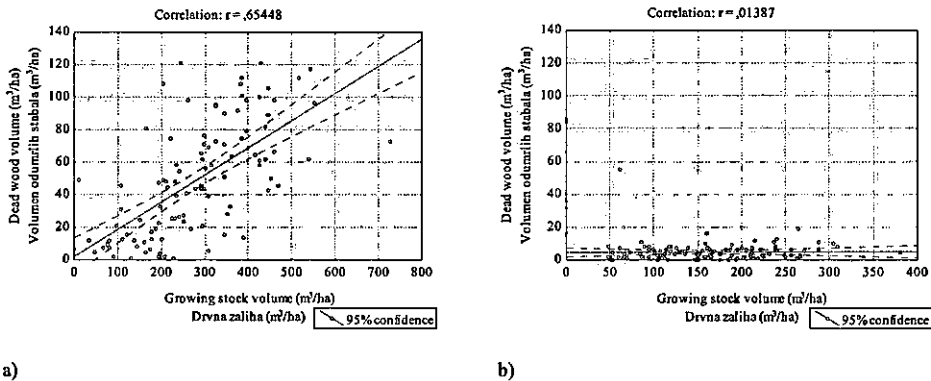 Correlation: r = ,65448
Dead wood volume (m³/ha)
Volumen odumrlih stabala (m³/ha)
140
120
100
80
60
40
20
0
0 100 200 300 400 500 600 700 800
Growing stock volume (m³/ha)
Drvna zaliha (m³/ha)
95% confidence
a)
Correlation: r = ,01387
Dead wood volume (m³/ha)
Volumen odumrlih stabala (m³/ha)
140
120
100
80
60
40
20
0
0 50 100 150 200 250 300 350 400
Growing stock volume (m³/ha)
Drvna zaliha (m³/ha)
95% confidence
b)